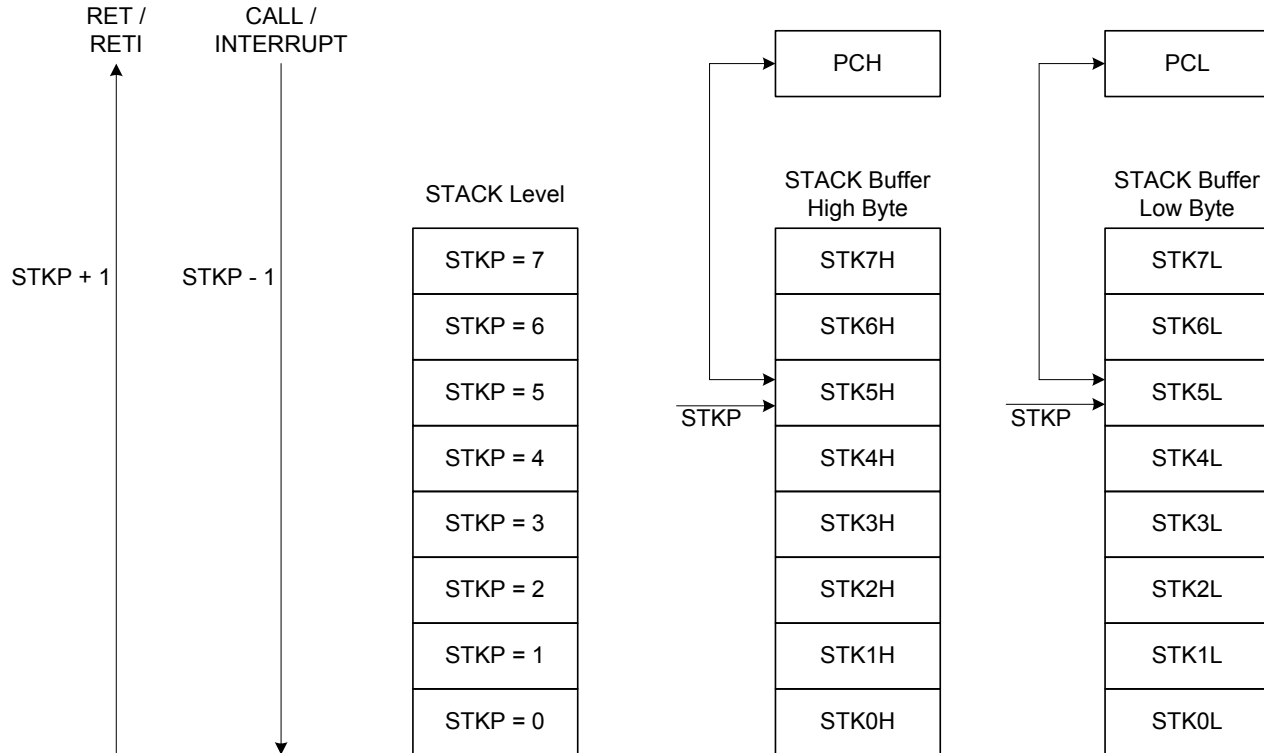 RET /
RETI
CALL /
INTERRUPT
PCH
PCL
STACK Level
STACK Buffer
High Byte
STACK Buffer
Low Byte
STKP + 1
STKP - 1
STKP = 7
STK7H
STK7L
STKP = 6
STK6H
STK6L
STKP = 5
STK5H
STK5L
STKP
STKP
STKP = 4
STK4H
STK4L
STKP = 3
STK3H
STK3L
STKP = 2
STK2H
STK2L
STKP = 1
STK1H
STK1L
STKP = 0
STK0H
STK0L